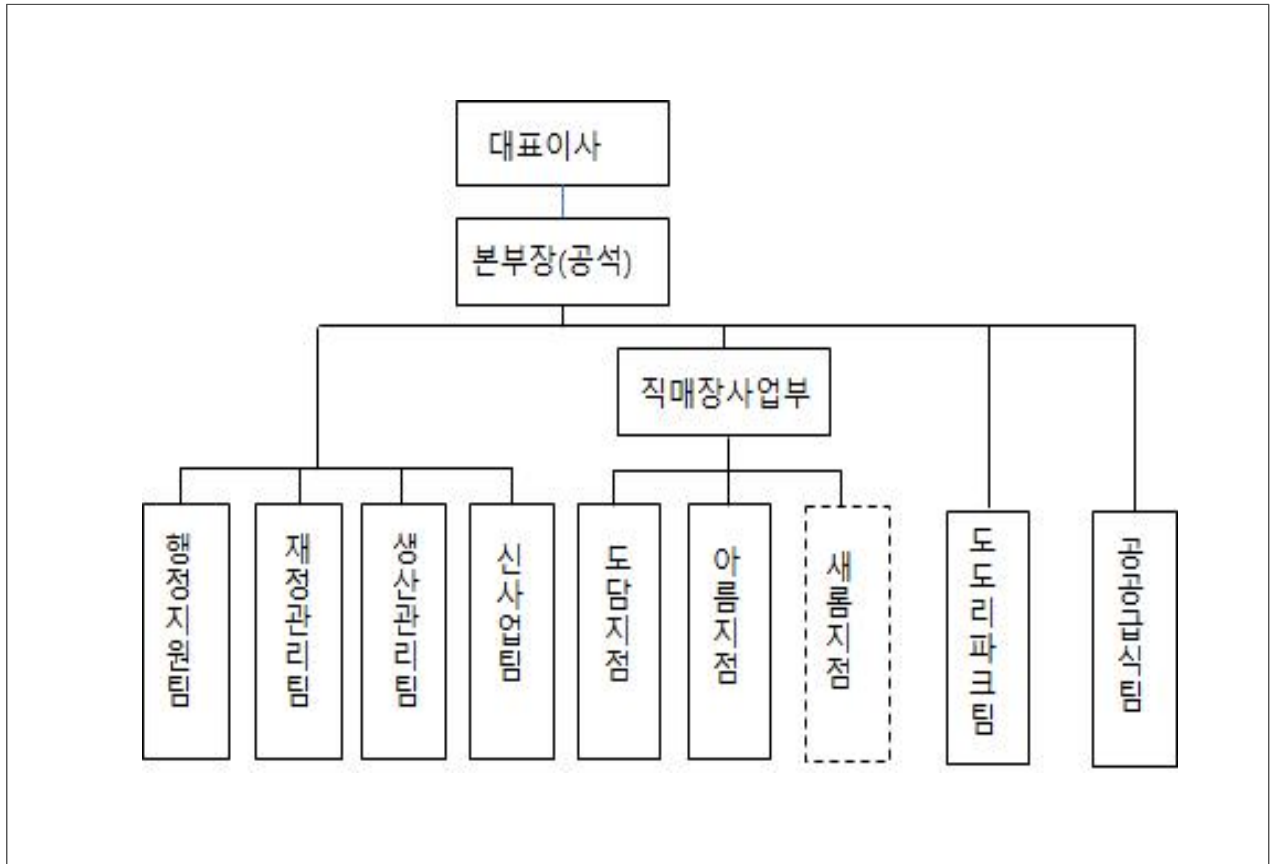 대표이사
본부장(공석)
직매장사업부
행정지원팀
재정관리팀
생산관리팀
신사업팀
도담지점
아름지점
새롬지점
도도리파크팀
공공급식팀